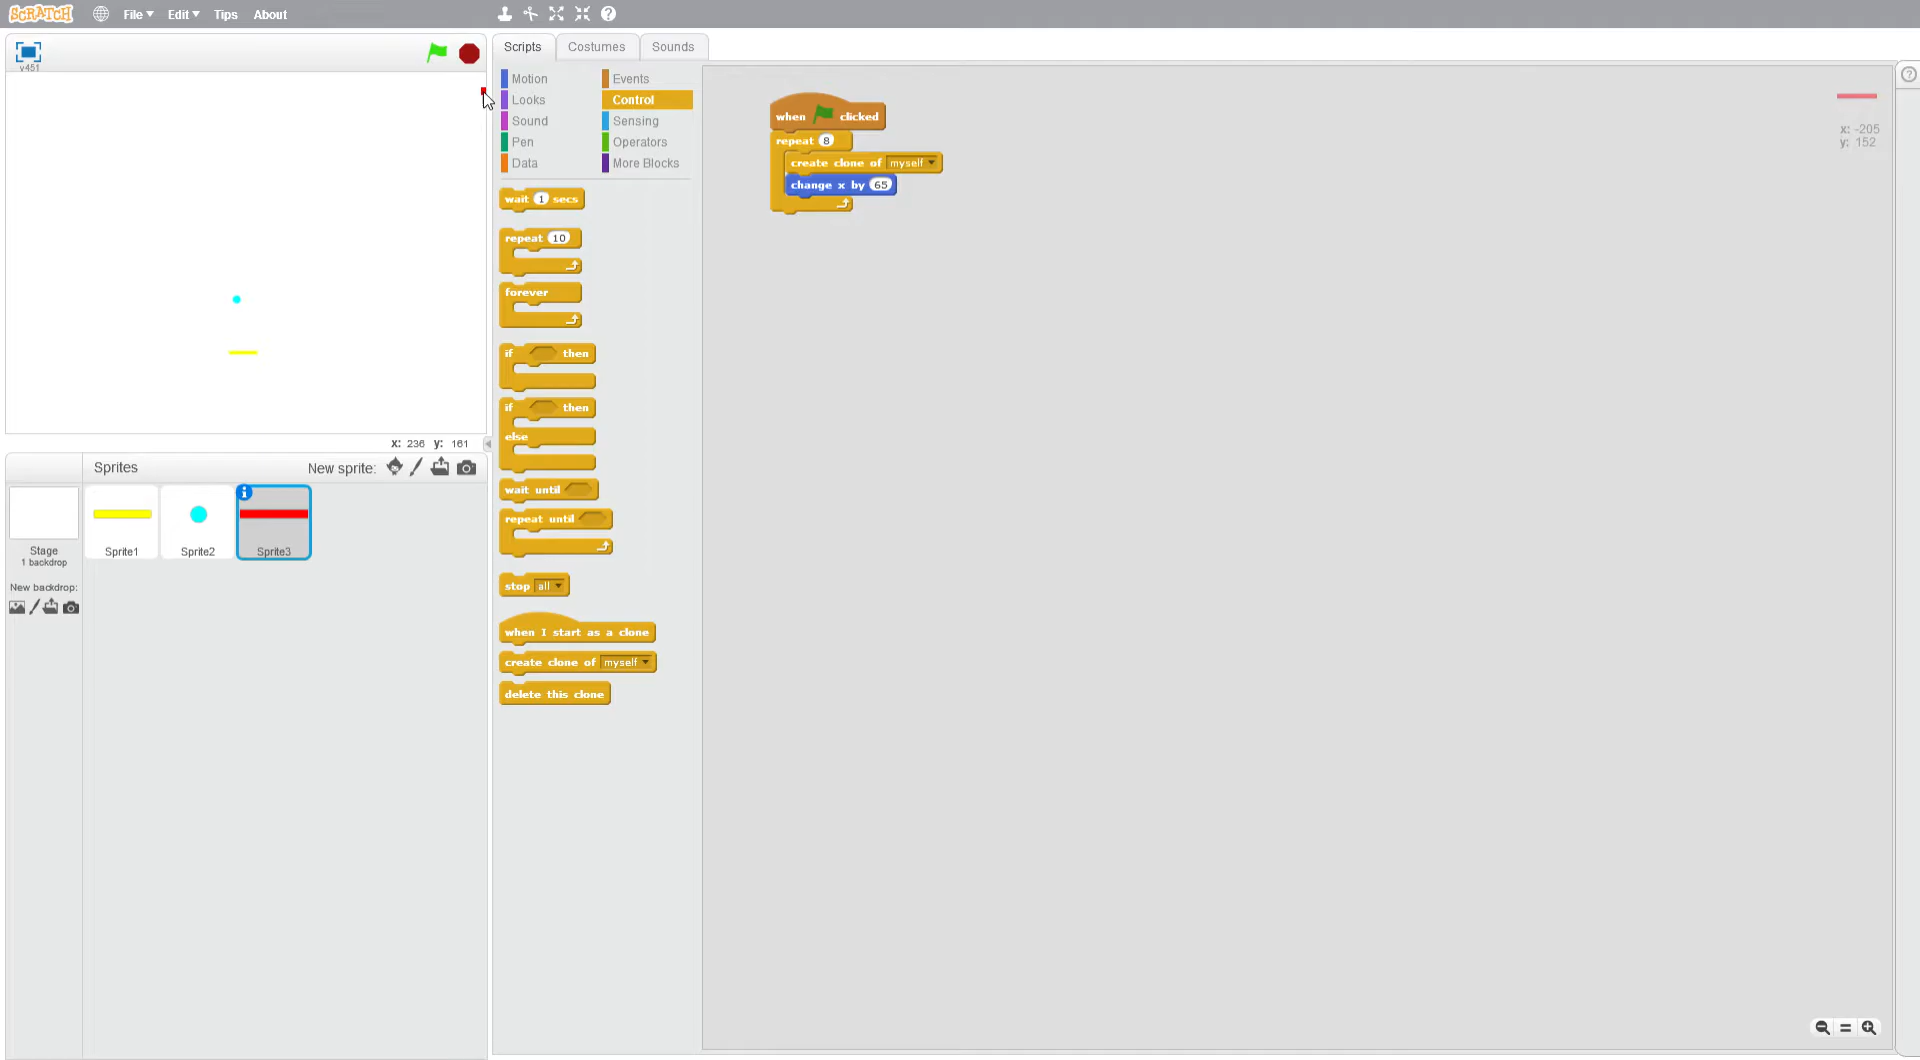 SCRATCH File Edit Tips About
v451
Scripts Costumes Sounds
Motion Events
Looks Control
Sound Sensing
Pen Operators
Data More Blocks
wait 1 secs
repeat 10
forever
if then
if then
else
wait until
repeat until
stop all
when I start as a clone
create clone of myself
delete this clone
when clicked
repeat 8
create clone of myself
change x by 65
x: -205
y: 152
x: 236 y: 161
Sprites New sprite:
Stage
1 backdrop
New backdrop:
Sprite1 Sprite2 Sprite3